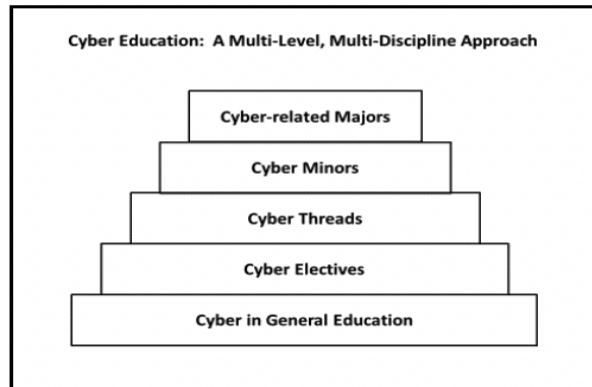 Cyber Education: A Multi-Level, Multi-Discipline Approach
Cyber-related Majors
Cyber Minors
Cyber Threads
Cyber Electives
Cyber in General Education